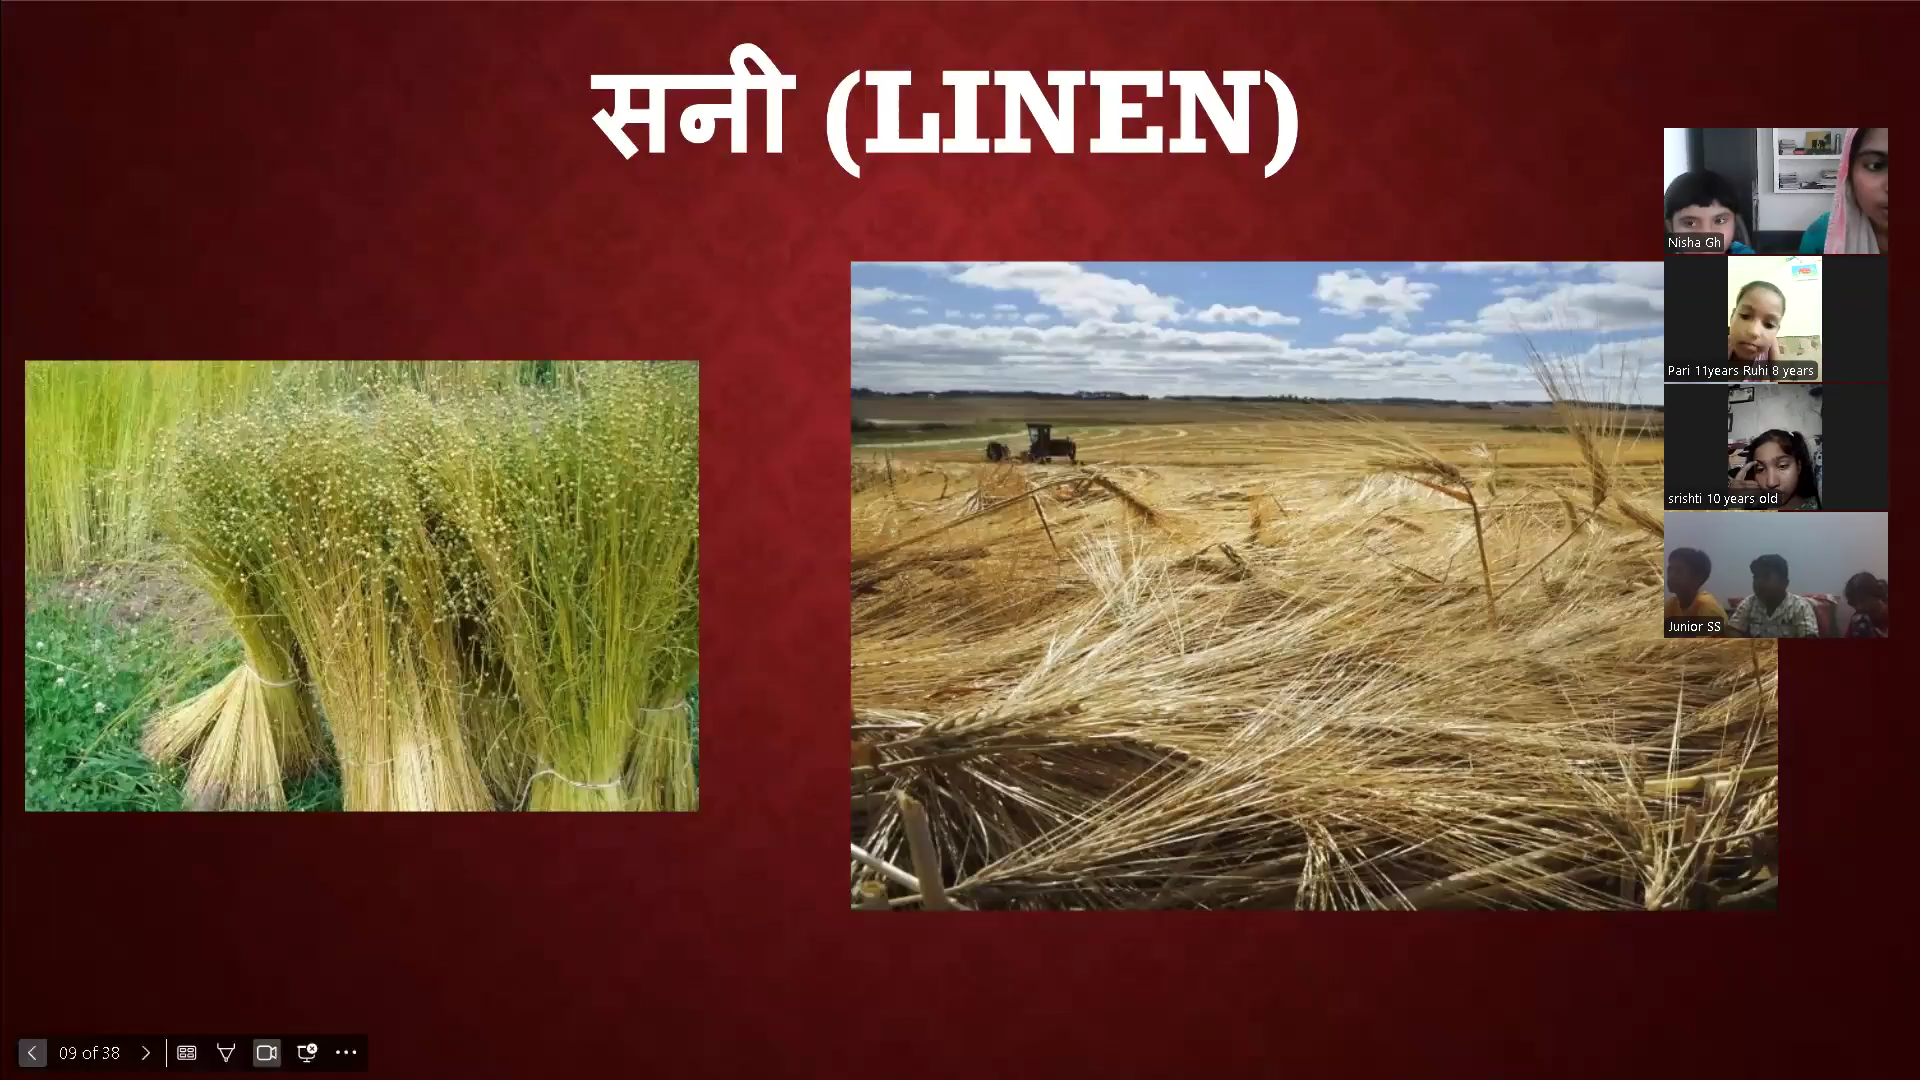 सनी (LINEN)
Nisha Gh
Pari 11years Ruhi 8 years
srishti 10 years old
Junior SS
09 of 38